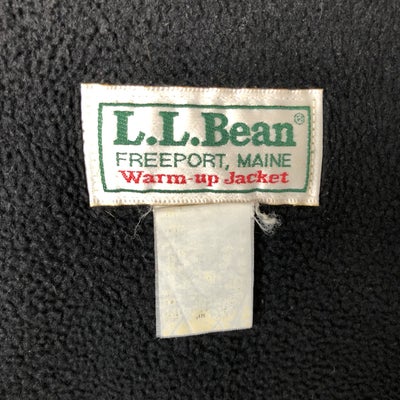 L.L.Bean®
FREEPORT, MAINE
Warm-up Jacket